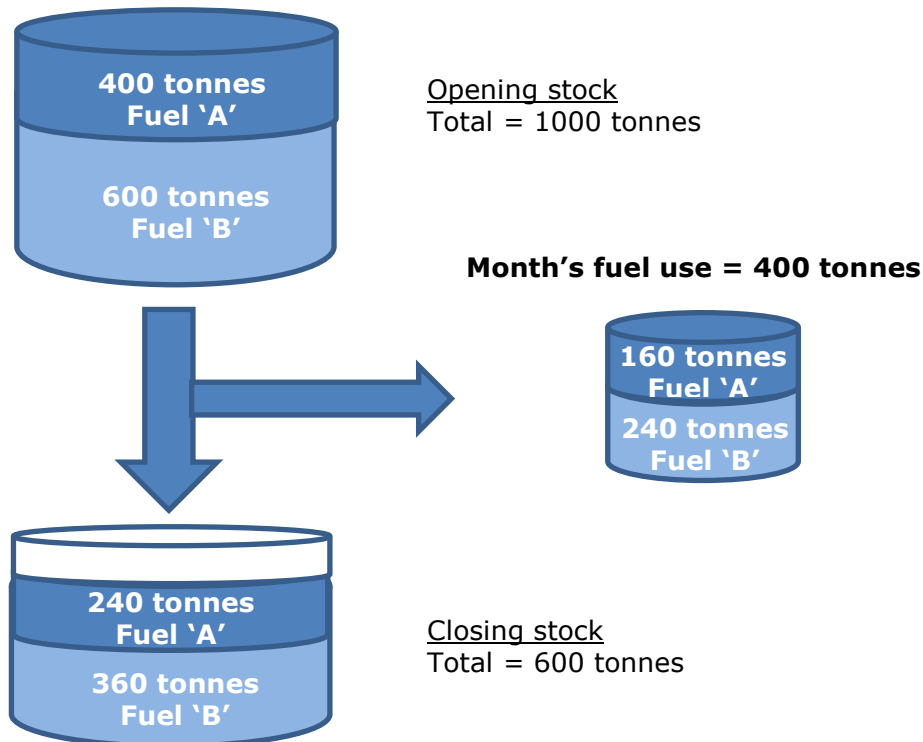 400 tonnes
Fuel ‘A’
Opening stock
Total = 1000 tonnes
600 tonnes
Fuel ‘B’
Month’s fuel use = 400 tonnes
160 tonnes
Fuel ‘A’
240 tonnes
Fuel ‘B’
240 tonnes
Fuel ‘A’
Closing stock
Total = 600 tonnes
360 tonnes
Fuel ‘B’